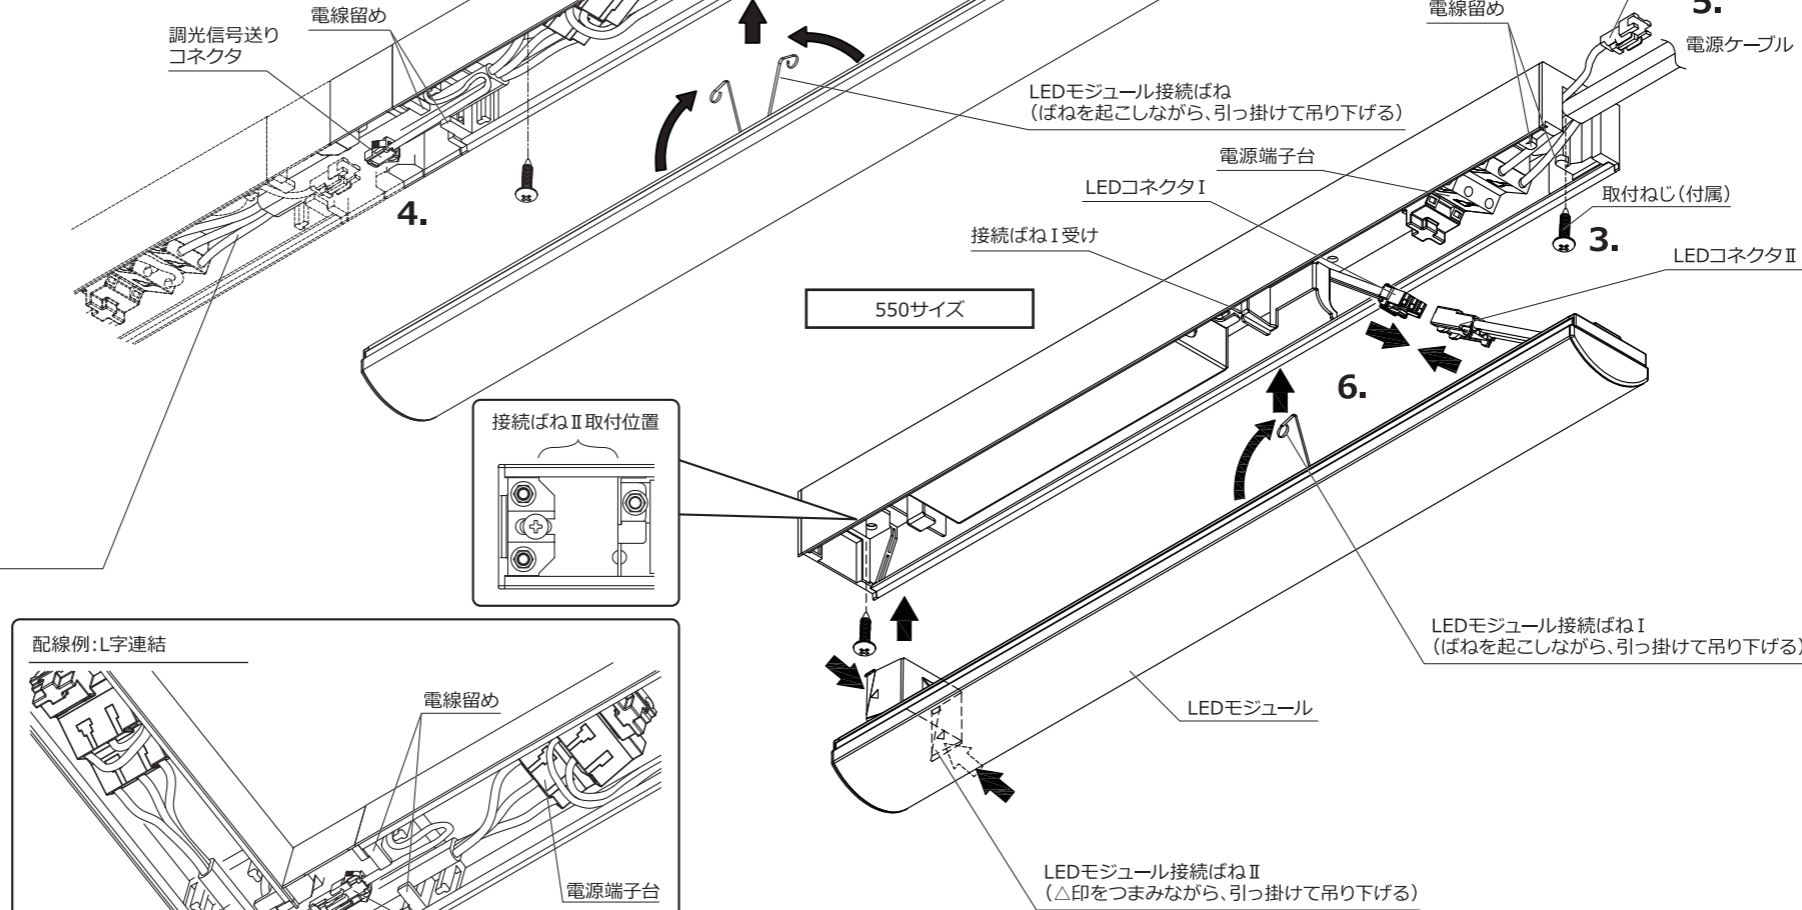 電線留め
調光信号送り
コネクタ
4.
LEDモジュール接続ばね
(ばねを起こしながら、引っ掛けて吊り下げる)
電線留め
5.
電源ケーブル
電源端子台
LEDコネクタⅠ
取付ねじ(付属)
3.
接続ばねⅠ受け
LEDコネクタⅡ
550サイズ
6.
接続ばねⅡ取付位置
LEDモジュール接続ばねⅠ
(ばねを起こしながら、引っ掛けて吊り下げる)
LEDモジュール
LEDモジュール接続ばねⅡ
(△印をつまみながら、引っ掛けて吊り下げる)
配線例:L字連結
電線留め
電源端子台